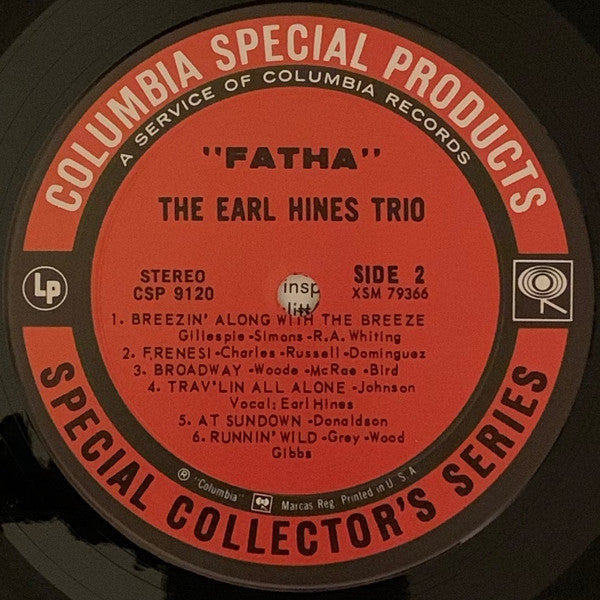 COLUMBIA SPECIAL PRODUCTS
A SERVICE OF COLUMBIA RECORDS
"FATHA"
THE EARL HINES TRIO
STEREO
CSP 9120
SIDE 2
XSM 79366
insp
litt
Lp
1. BREEZIN' ALONG WITH THE BREEZE
Gillespie-Simons-R.A. Whiting
2. FRENESI-Charles-Russell-Dominguez
3. BROADWAY-Woode-McRae-Bird
4. TRAV'LIN ALL ALONE-Johnson
Vocal: Earl Hines
5. AT SUNDOWN-Donaldson
6. RUNNIN' WILD-Grey-Wood
Gibbs
® "Columbia" Marcas Reg. Printed in U.S.A
SPECIAL COLLECTOR'S SERIES